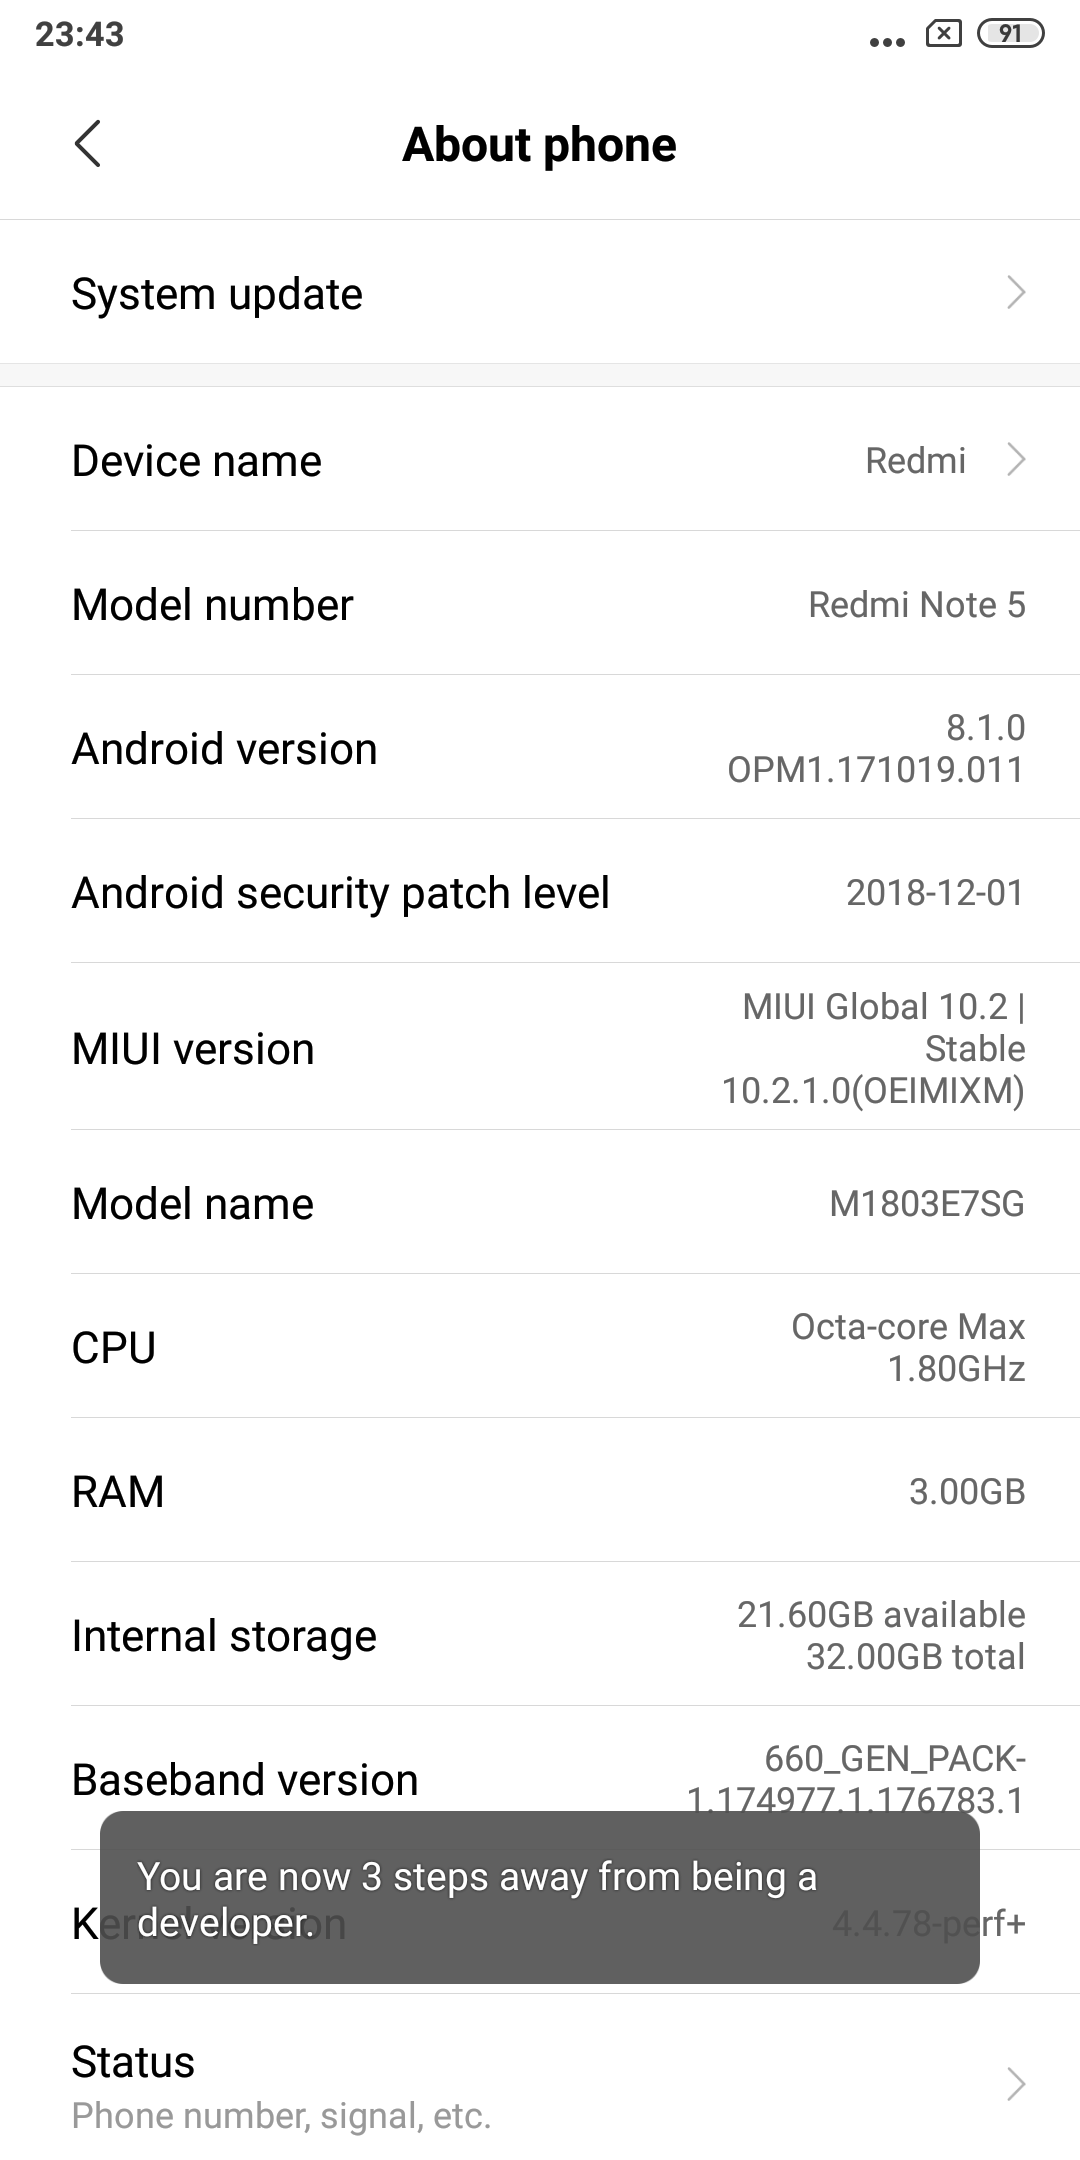 23:43
91
About phone
System update
Device name
Redmi
Model number
Redmi Note 5
Android version
8.1.0
OPM1.171019.011
Android security patch level
2018-12-01
MIUI version
MIUI Global 10.2 |
Stable
10.2.1.0(OEIMIXM)
Model name
M1803E7SG
CPU
Octa-core Max
1.80GHz
RAM
3.00GB
Internal storage
21.60GB available
32.00GB total
Baseband version
660_GEN_PACK-
1.174977.1.176783.1
You are now 3 steps away from being a
developer.
Kernel version
4.4.78-perf+
Status
Phone number, signal, etc.